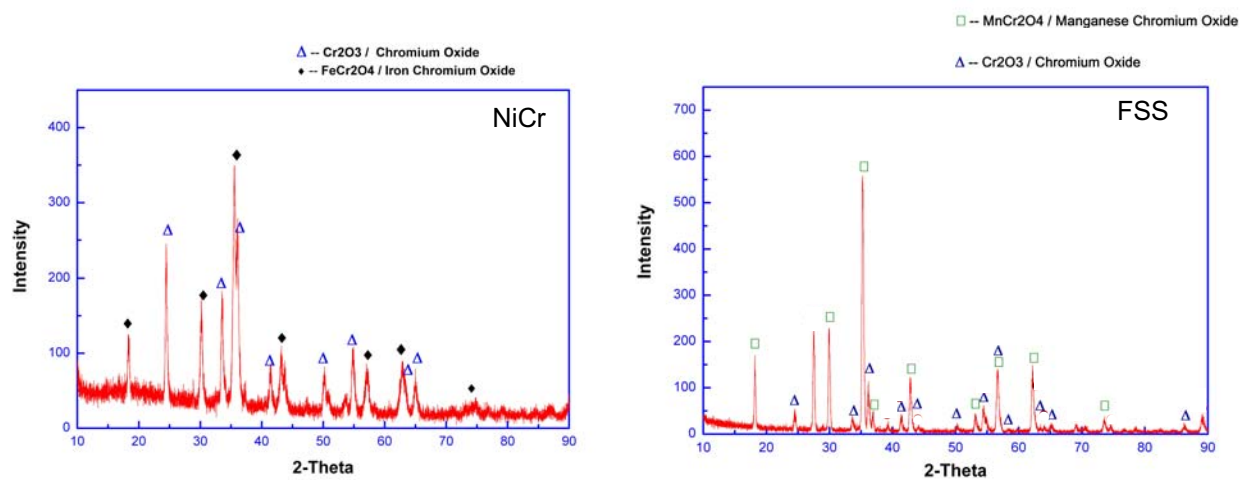 Δ -- Cr2O3 / Chromium Oxide
♦ -- FeCr2O4 / Iron Chromium Oxide
NiCr
400
300
200
100
0
Intensity
10 20 30 40 50 60 70 80 90
2-Theta
□ -- MnCr2O4 / Manganese Chromium Oxide
Δ -- Cr2O3 / Chromium Oxide
FSS
700
600
500
400
300
200
100
0
Intensity
10 20 30 40 50 60 70 80 90
2-Theta